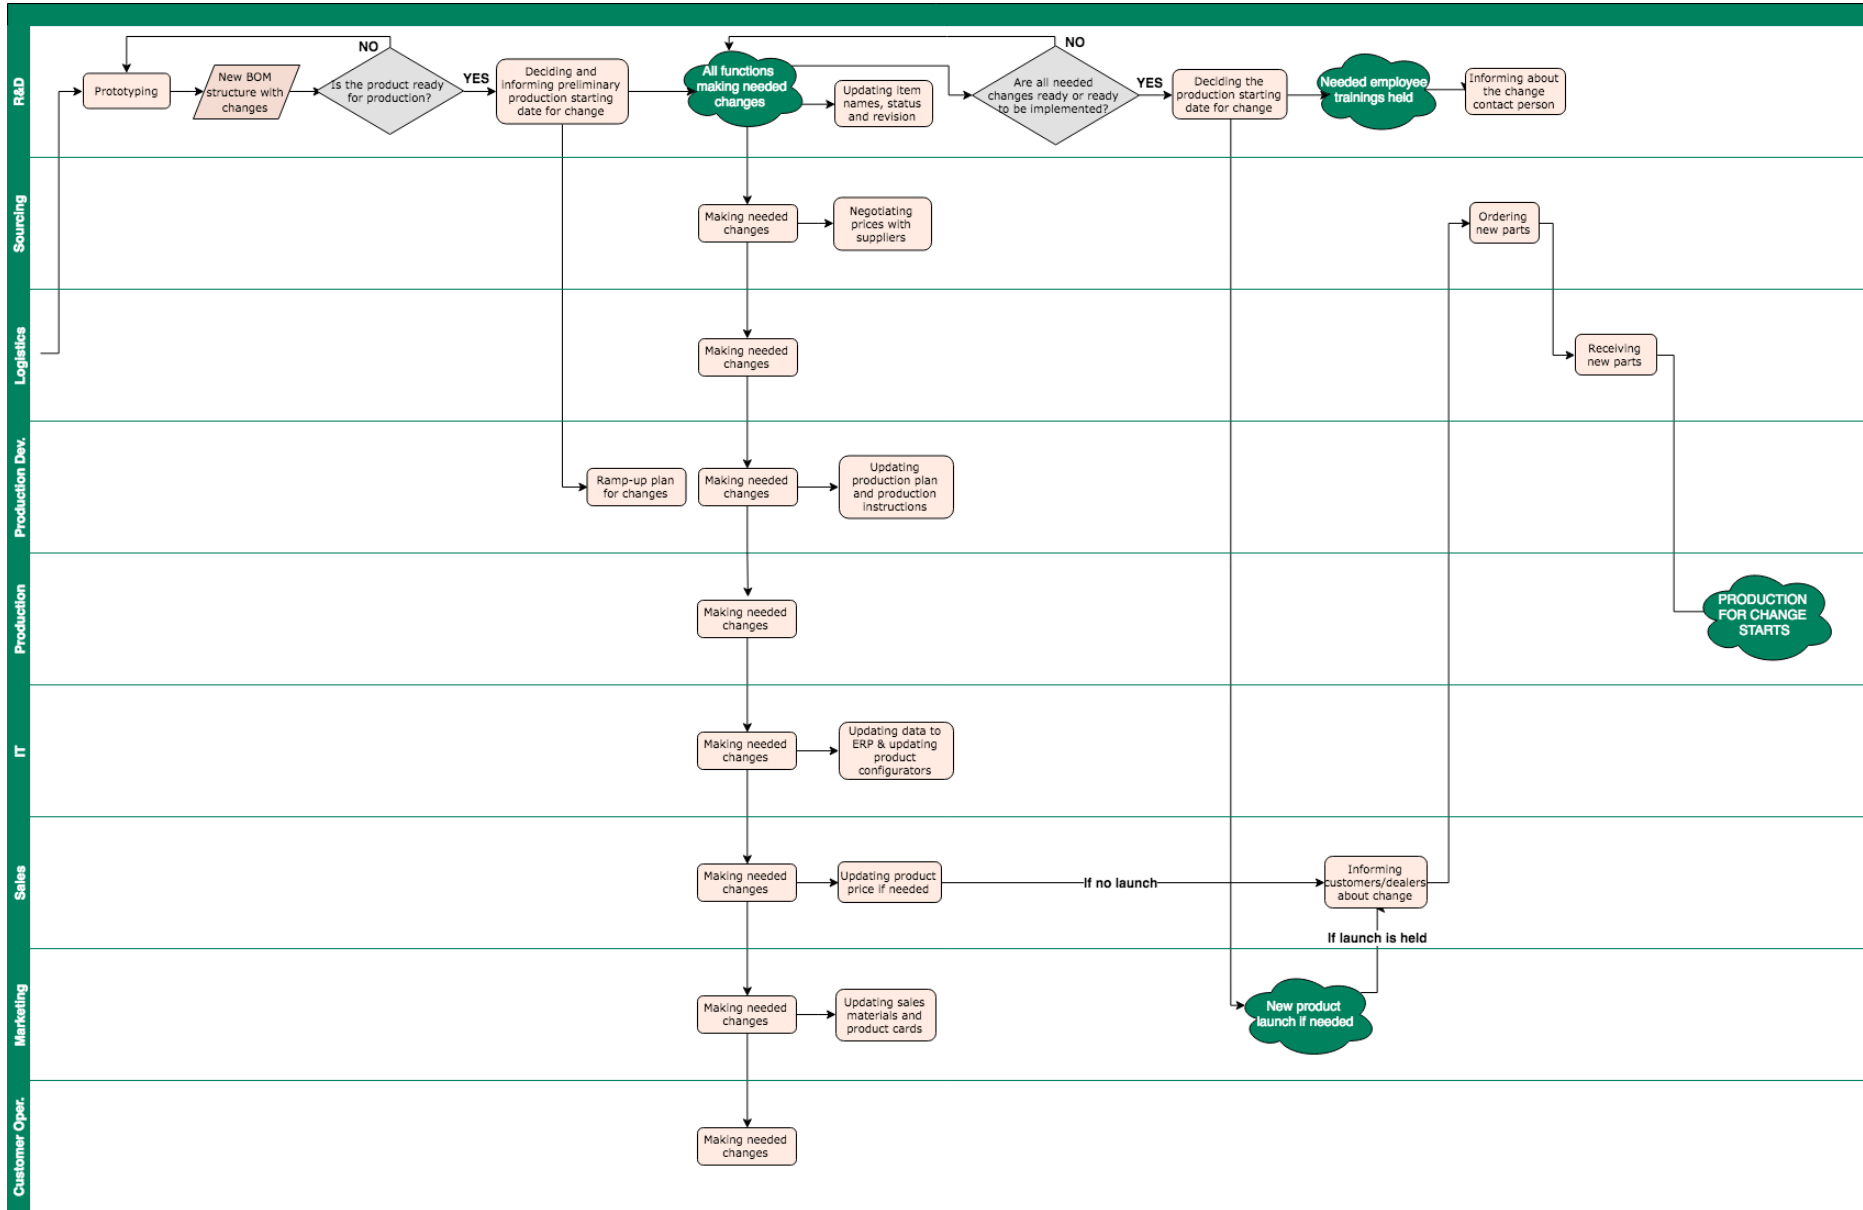 R&D
NO
Prototyping
New BOM
structure with
changes
Is the product ready
for production?
YES
Deciding and
informing preliminary
production starting
date for change
All functions
making needed
changes
Updating item
names, status
and revision
NO
Are all needed
changes ready or ready
to be implemented?
YES
Deciding the
production starting
date for change
Needed employee
trainings held
Informing about
the change
contact person
Sourcing
Making needed
changes
Negotiating
prices with
suppliers
Ordering
new parts
Logistics
Making needed
changes
Receiving
new parts
Production Dev.
Ramp-up plan
for changes
Making needed
changes
Updating
production plan
and production
instructions
Production
Making needed
changes
PRODUCTION
FOR CHANGE
STARTS
IT
Making needed
changes
Updating data to
ERP & updating
product
configurators
Sales
Making needed
changes
Updating product
price if needed
If no launch
Informing
customers/dealers
about change
If launch is held
Marketing
Making needed
changes
Updating sales
materials and
product cards
New product
launch if needed
Customer Oper.
Making needed
changes